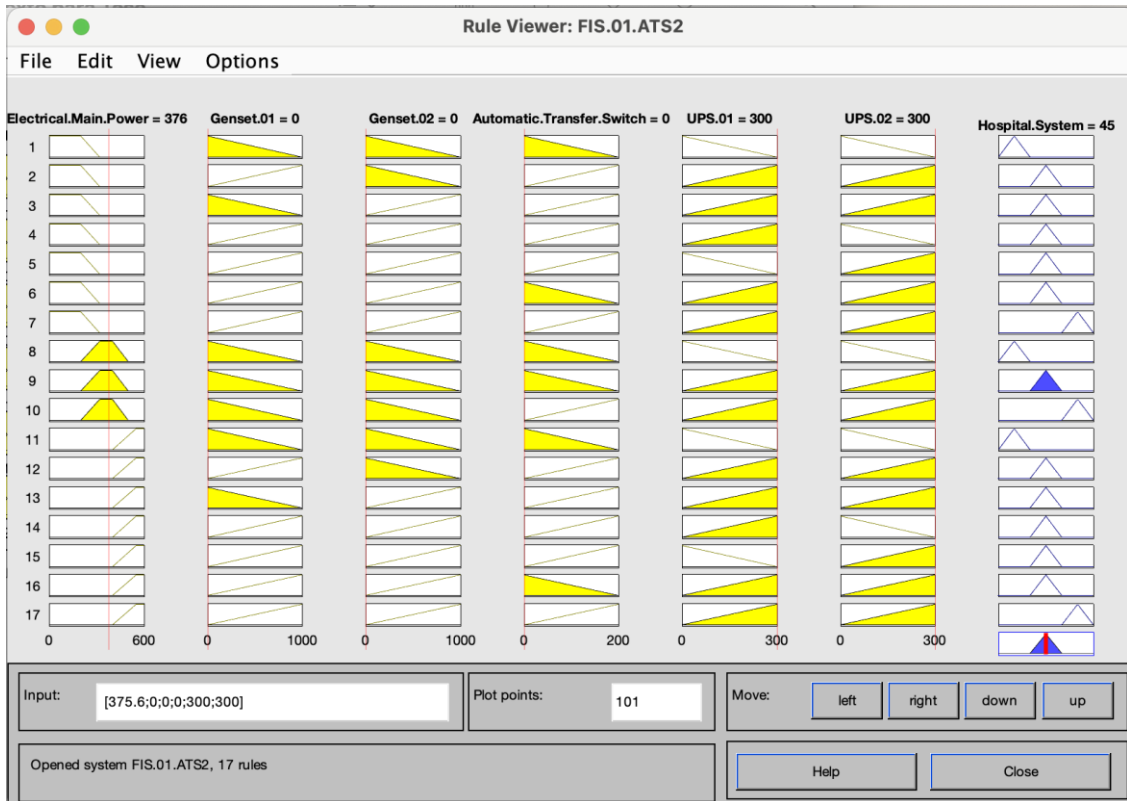 Rule Viewer: FIS.01.ATS2
File Edit View Options
Electrical.Main.Power = 376 Genset.01 = 0 Genset.02 = 0 Automatic.Transfer.Switch = 0 UPS.01 = 300 UPS.02 = 300 Hospital.System = 45
1
2
3
4
5
6
7
8
9
10
11
12
13
14
15
16
17
0 600 0 1000 0 1000 0 200 0 300 0 300
Input: [375.6;0;0;0;300;300] Plot points: 101 Move: left right down up
Opened system FIS.01.ATS2, 17 rules Help Close